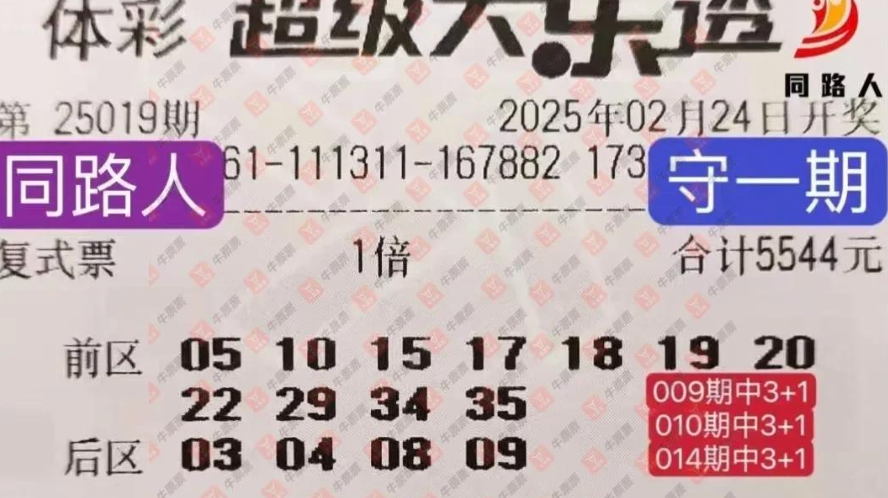 体彩 超级大乐透
同路人
第 25019期 2025年02月24日开奖
同路人 61-111311-167882 173 守一期
复式票 1倍 合计5544元
前区 05 10 15 17 18 19 20
22 29 34 35
009期中3+1
010期中3+1
后区 03 04 08 09
014期中3+1
牛票票